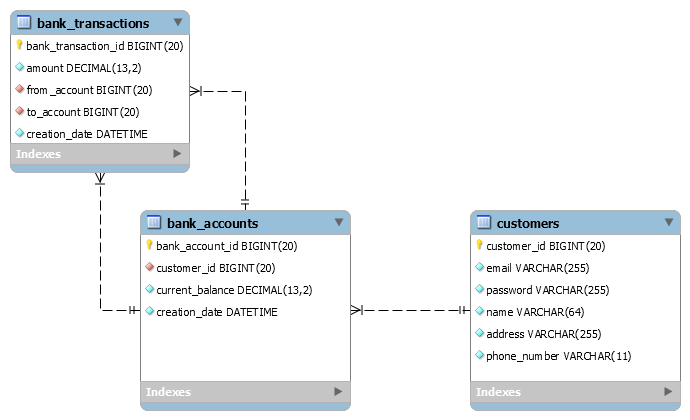 bank_transactions
bank_transaction_id BIGINT(20)
amount DECIMAL(13,2)
from_account BIGINT(20)
to_account BIGINT(20)
creation_date DATETIME
Indexes
bank_accounts
bank_account_id BIGINT(20)
customer_id BIGINT(20)
current_balance DECIMAL(13,2)
creation_date DATETIME
Indexes
customers
customer_id BIGINT(20)
email VARCHAR(255)
password VARCHAR(255)
name VARCHAR(64)
address VARCHAR(255)
phone_number VARCHAR(11)
Indexes